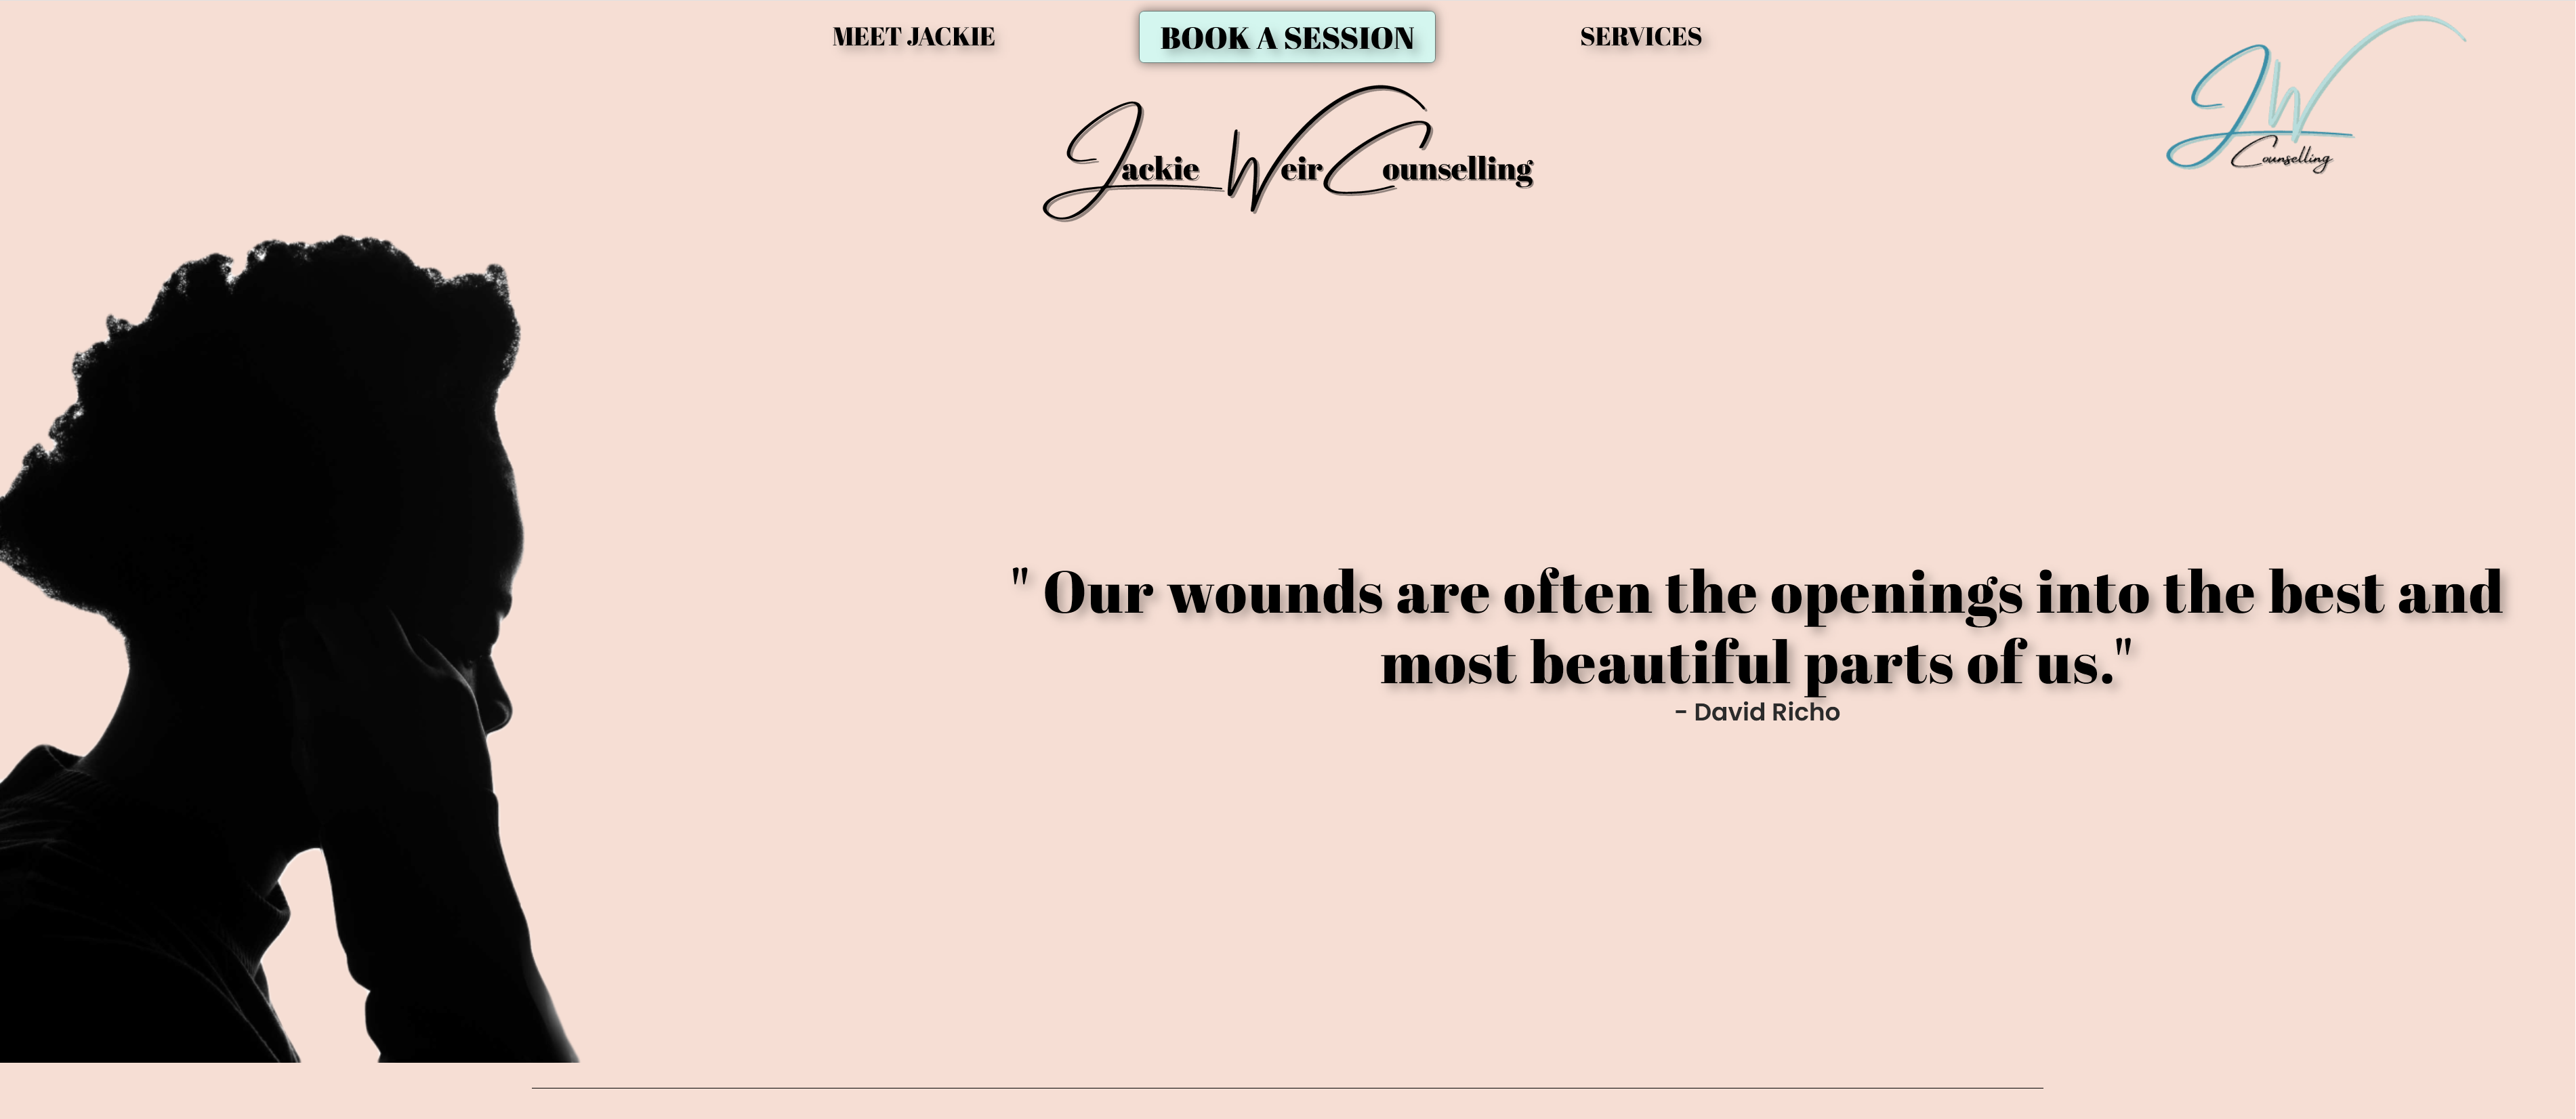 MEET JACKIE
BOOK A SESSION
SERVICES
JW
Counselling
Jackie Weir Counselling
" Our wounds are often the openings into the best and
most beautiful parts of us."
- David Richo